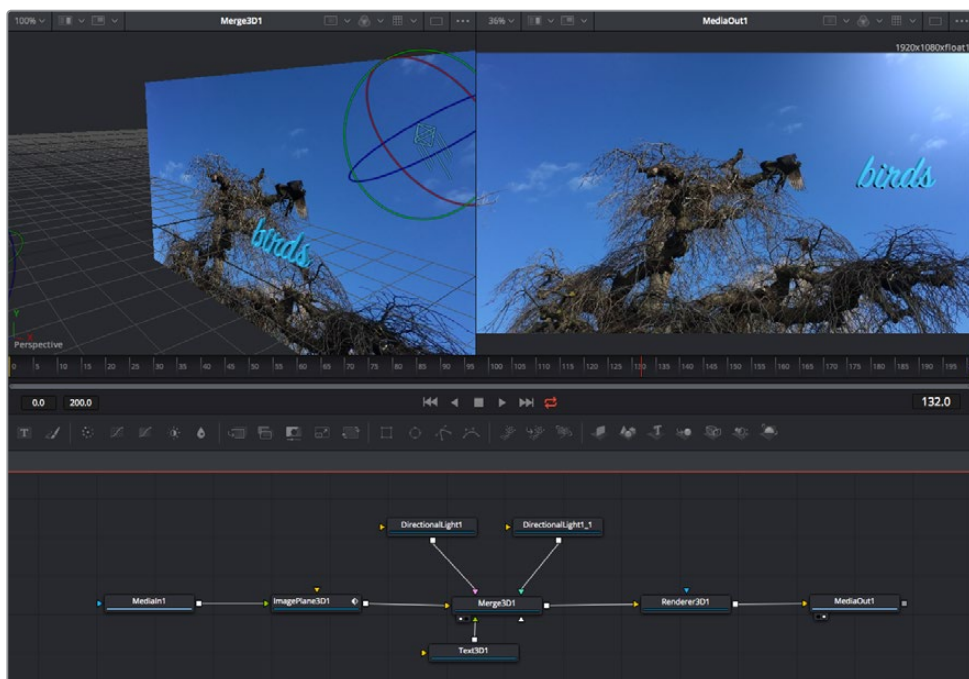 100%
Merge3D1
36%
MediaOut1
1920x1080xfloat1
birds
birds
Y
X
Perspective
0 5 10 15 20 25 30 35 40 45 50 55 60 65 70 75 80 85 90 95 100 105 110 115 120 125 130 135 140 145 150 155 160 165 170 175 180 185 190 195
0.0 200.0 132.0
T
DirectionalLight1 DirectionalLight1_1
MediaIn1 ImagePlane3D1 Merge3D1 Renderer3D1 MediaOut1
Text3D1